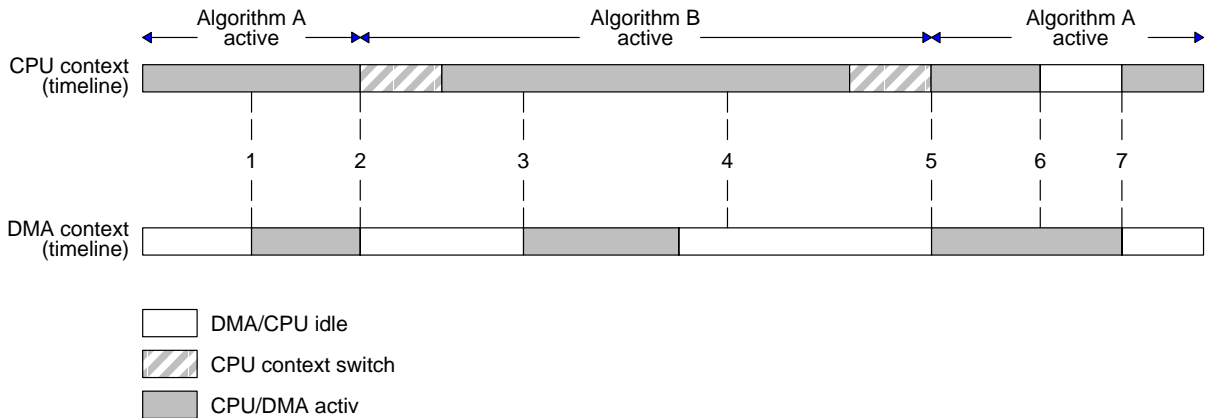 Algorithm A
active
Algorithm B
active
Algorithm A
active
CPU context
(timeline)
1 2 3 4 5 6 7
DMA context
(timeline)
DMA/CPU idle
CPU context switch
CPU/DMA activ